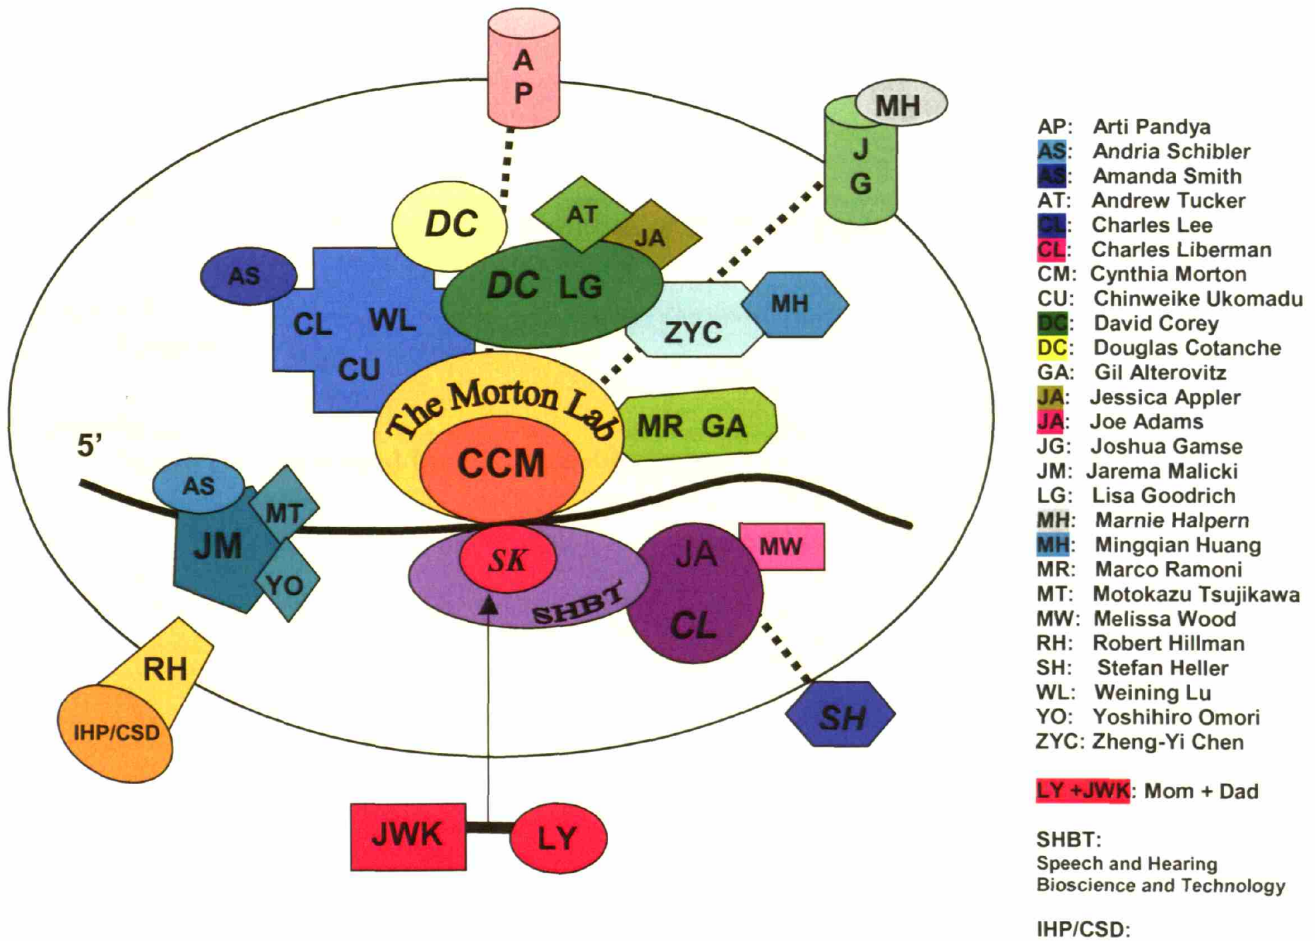 A
P
MH
J
G
DC
AT
JA
AS
DC LG
CL WL
CU
ZYC
MH
The Morton Lab
CCM
MR GA
5'
AS
MT
JM
YO
SK
SHBT
JA
CL
MW
RH
IHP/CSD
SH
JWK
LY
AP: Arti Pandya
AS: Andria Schibler
AS: Amanda Smith
AT: Andrew Tucker
CL: Charles Lee
CL: Charles Liberman
CM: Cynthia Morton
CU: Chinweike Ukomadu
DC: David Corey
DC: Douglas Cotanche
GA: Gil Alterovitz
JA: Jessica Appler
JA: Joe Adams
JG: Joshua Gamse
JM: Jarema Malicki
LG: Lisa Goodrich
MH: Marnie Halpern
MH: Mingqian Huang
MR: Marco Ramoni
MT: Motokazu Tsujikawa
MW: Melissa Wood
RH: Robert Hillman
SH: Stefan Heller
WL: Weining Lu
YO: Yoshihiro Omori
ZYC: Zheng-Yi Chen
LY +JWK: Mom + Dad
SHBT:
Speech and Hearing
Bioscience and Technology
IHP/CSD: